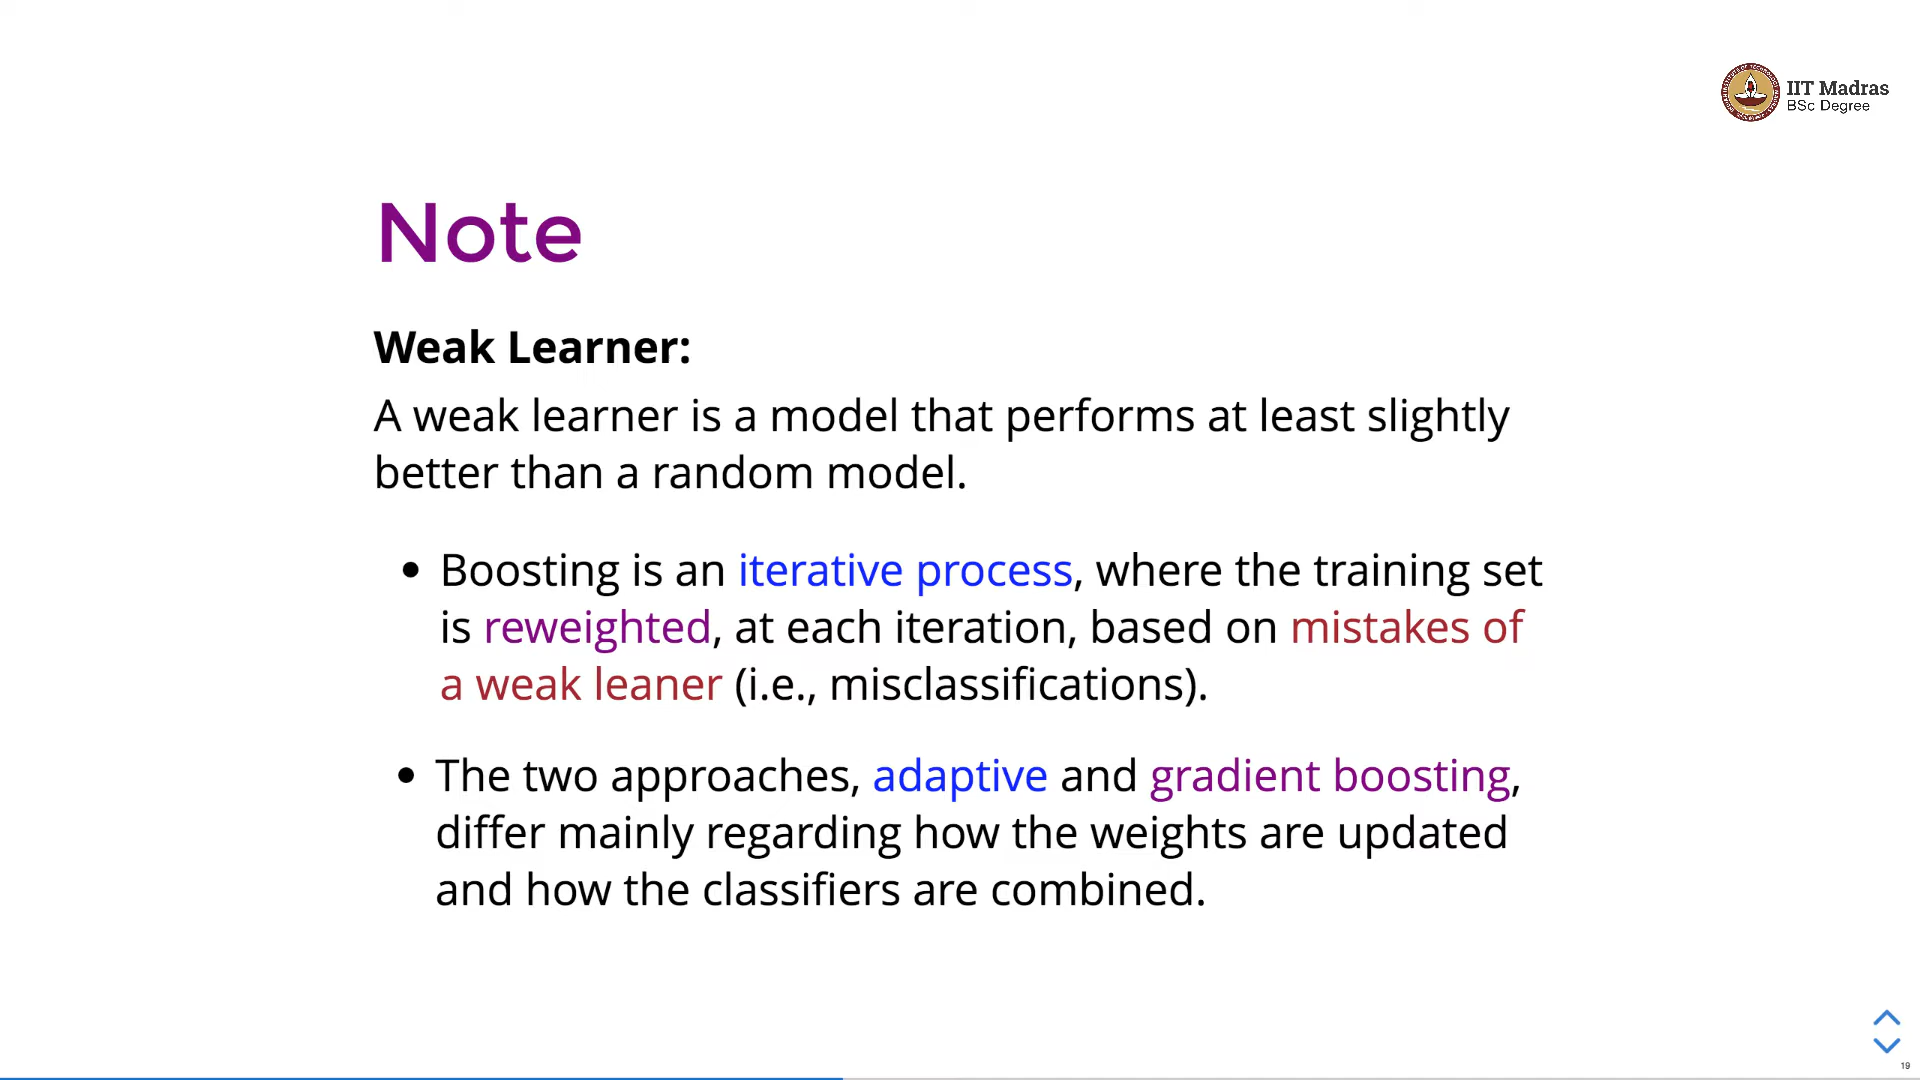 IIT Madras
BSc Degree
Note
Weak Learner:
A weak learner is a model that performs at least slightly
better than a random model.
• Boosting is an iterative process, where the training set
is reweighted, at each iteration, based on mistakes of
a weak leaner (i.e., misclassifications).
• The two approaches, adaptive and gradient boosting,
differ mainly regarding how the weights are updated
and how the classifiers are combined.
19